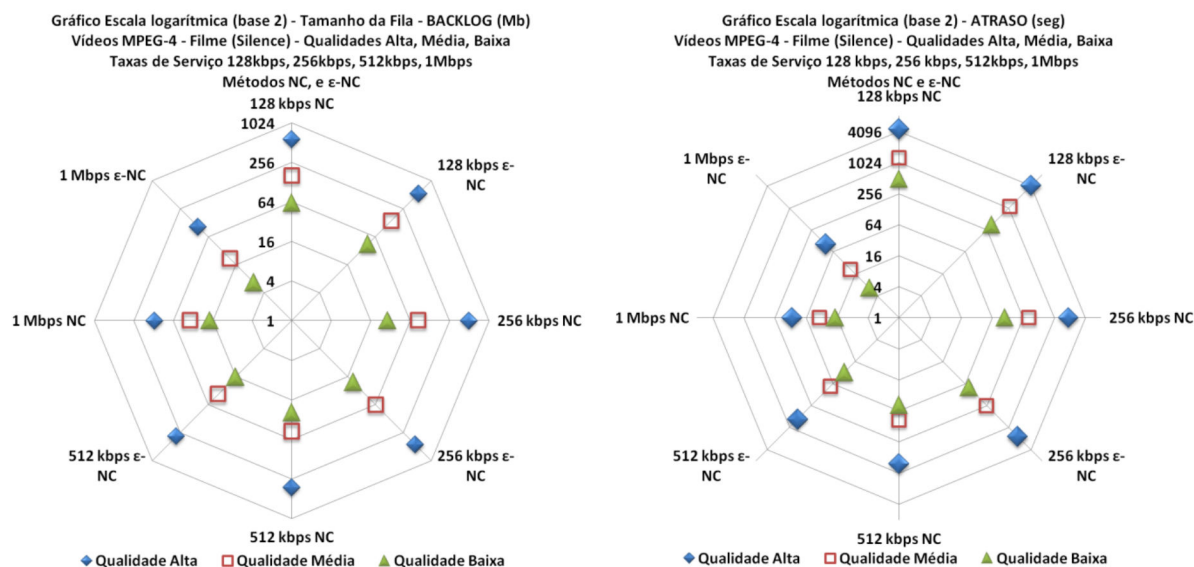 Gráfico Escala logarítmica (base 2) - Tamanho da Fila - BACKLOG (Mb)
Vídeos MPEG-4 - Filme (Silence) - Qualidades Alta, Média, Baixa
Taxas de Serviço 128kbps, 256kbps, 512kbps, 1Mbps
Métodos NC, e ε-NC
128 kbps NC
1024
256
64
16
4
1
128 kbps ε-
NC
256 kbps NC
256 kbps ε-
NC
512 kbps NC
512 kbps ε-
NC
1 Mbps NC
1 Mbps ε-NC
Qualidade Alta
Qualidade Média
Qualidade Baixa
Gráfico Escala logarítmica (base 2) - ATRASO (seg)
Vídeos MPEG-4 - Filme (Silence) - Qualidades Alta, Média, Baixa
Taxas de Serviço 128 kbps, 256 kbps, 512kbps, 1Mbps
Métodos NC e ε-NC
128 kbps NC
4096
1024
256
64
16
4
1
128 kbps ε-
NC
256 kbps NC
256 kbps ε-
NC
512 kbps NC
512 kbps ε-
NC
1 Mbps NC
1 Mbps ε-
NC
Qualidade Alta
Qualidade Média
Qualidade Baixa